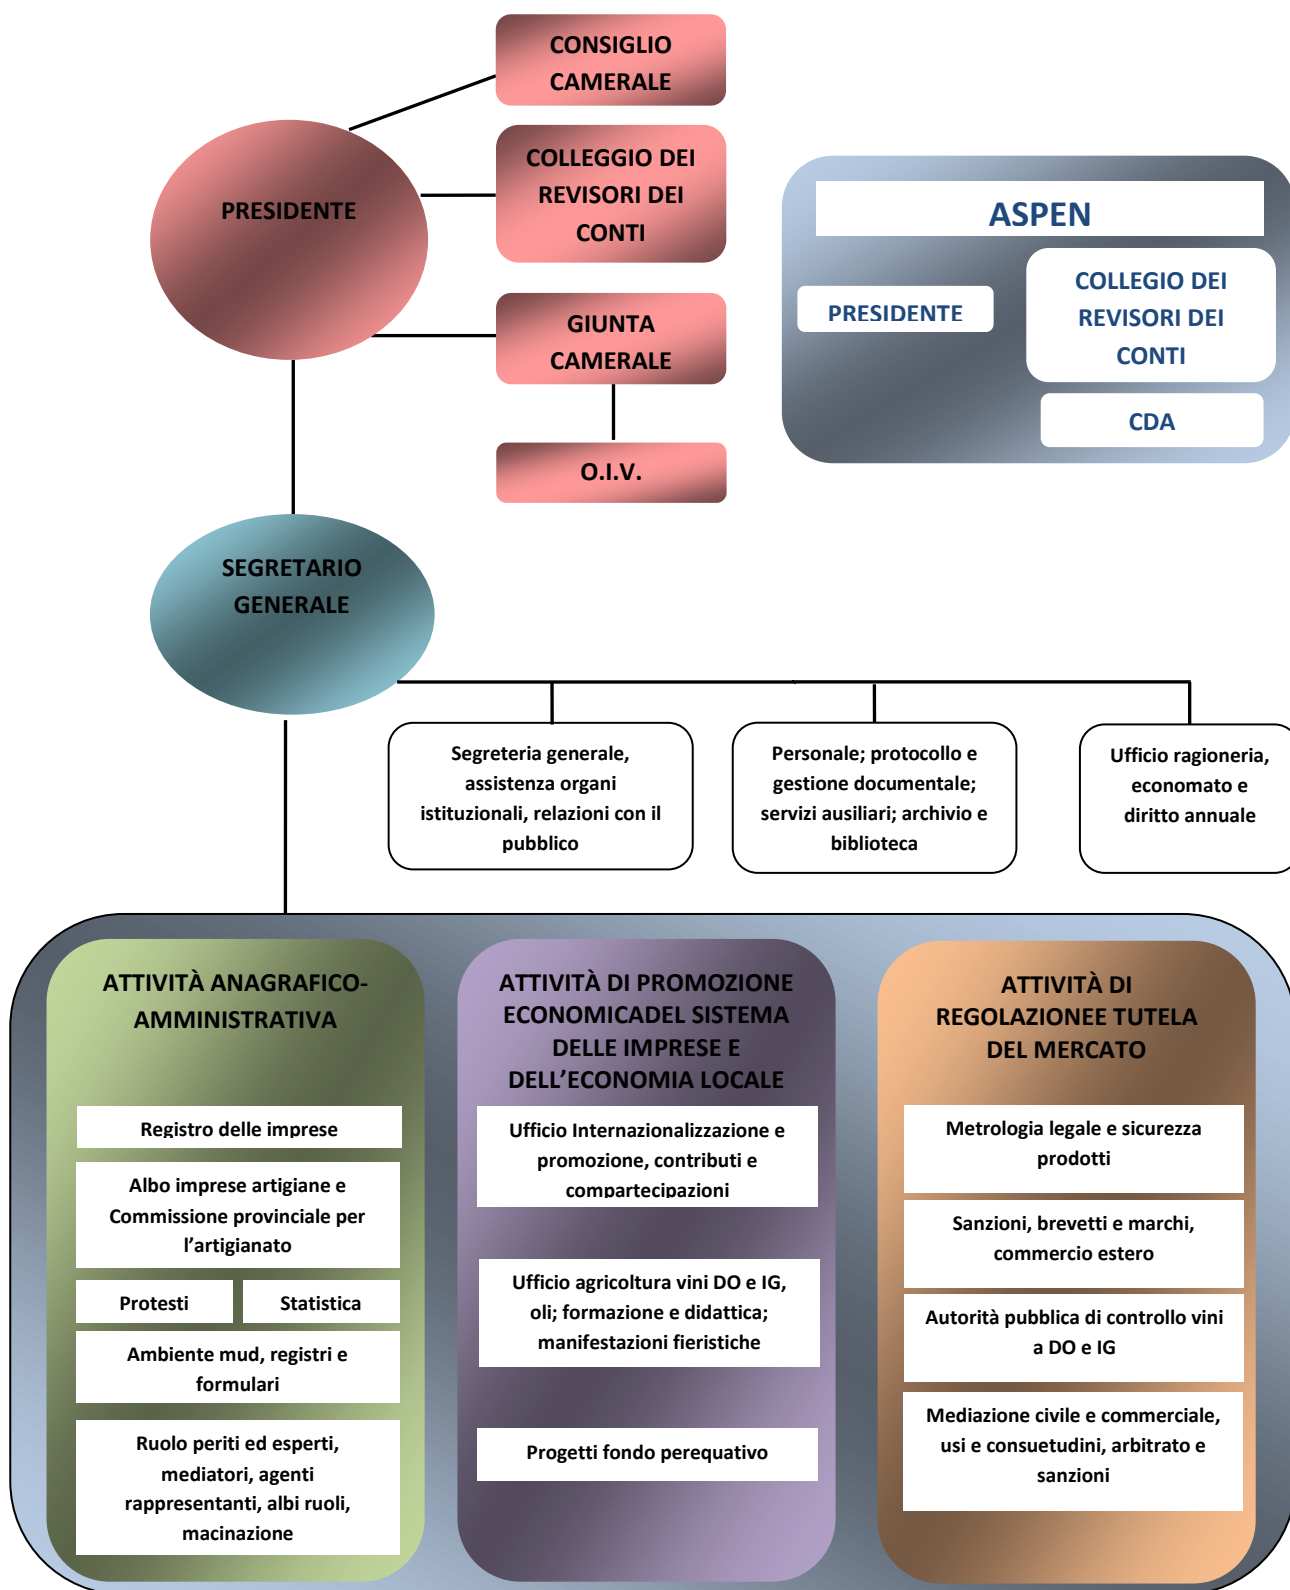 CONSIGLIO
CAMERALE
COLLEGGIO DEI
REVISORI DEI
CONTI
PRESIDENTE
GIUNTA
CAMERALE
O.I.V.
ASPEN
PRESIDENTE
COLLEGIO DEI
REVISORI DEI
CONTI
CDA
SEGRETARIO
GENERALE
Segreteria generale,
assistenza organi
istituzionali, relazioni con il
pubblico
Personale; protocollo e
gestione documentale;
servizi ausiliari; archivio e
biblioteca
Ufficio ragioneria,
economato e
diritto annuale
ATTIVITÀ ANAGRAFICO-
AMMINISTRATIVA
Registro delle imprese
Albo imprese artigiane e
Commissione provinciale per
l’artigianato
Protesti
Statistica
Ambiente mud, registri e
formulari
Ruolo periti ed esperti,
mediatori, agenti
rappresentanti, albi ruoli,
macinazione
ATTIVITÀ DI PROMOZIONE
ECONOMICADEL SISTEMA
DELLE IMPRESE E
DELL’ECONOMIA LOCALE
Ufficio Internazionalizzazione e
promozione, contributi e
compartecipazioni
Ufficio agricoltura vini DO e IG,
oli; formazione e didattica;
manifestazioni fieristiche
Progetti fondo perequativo
ATTIVITÀ DI
REGOLAZIONEE TUTELA
DEL MERCATO
Metrologia legale e sicurezza
prodotti
Sanzioni, brevetti e marchi,
commercio estero
Autorità pubblica di controllo vini
a DO e IG
Mediazione civile e commerciale,
usi e consuetudini, arbitrato e
sanzioni